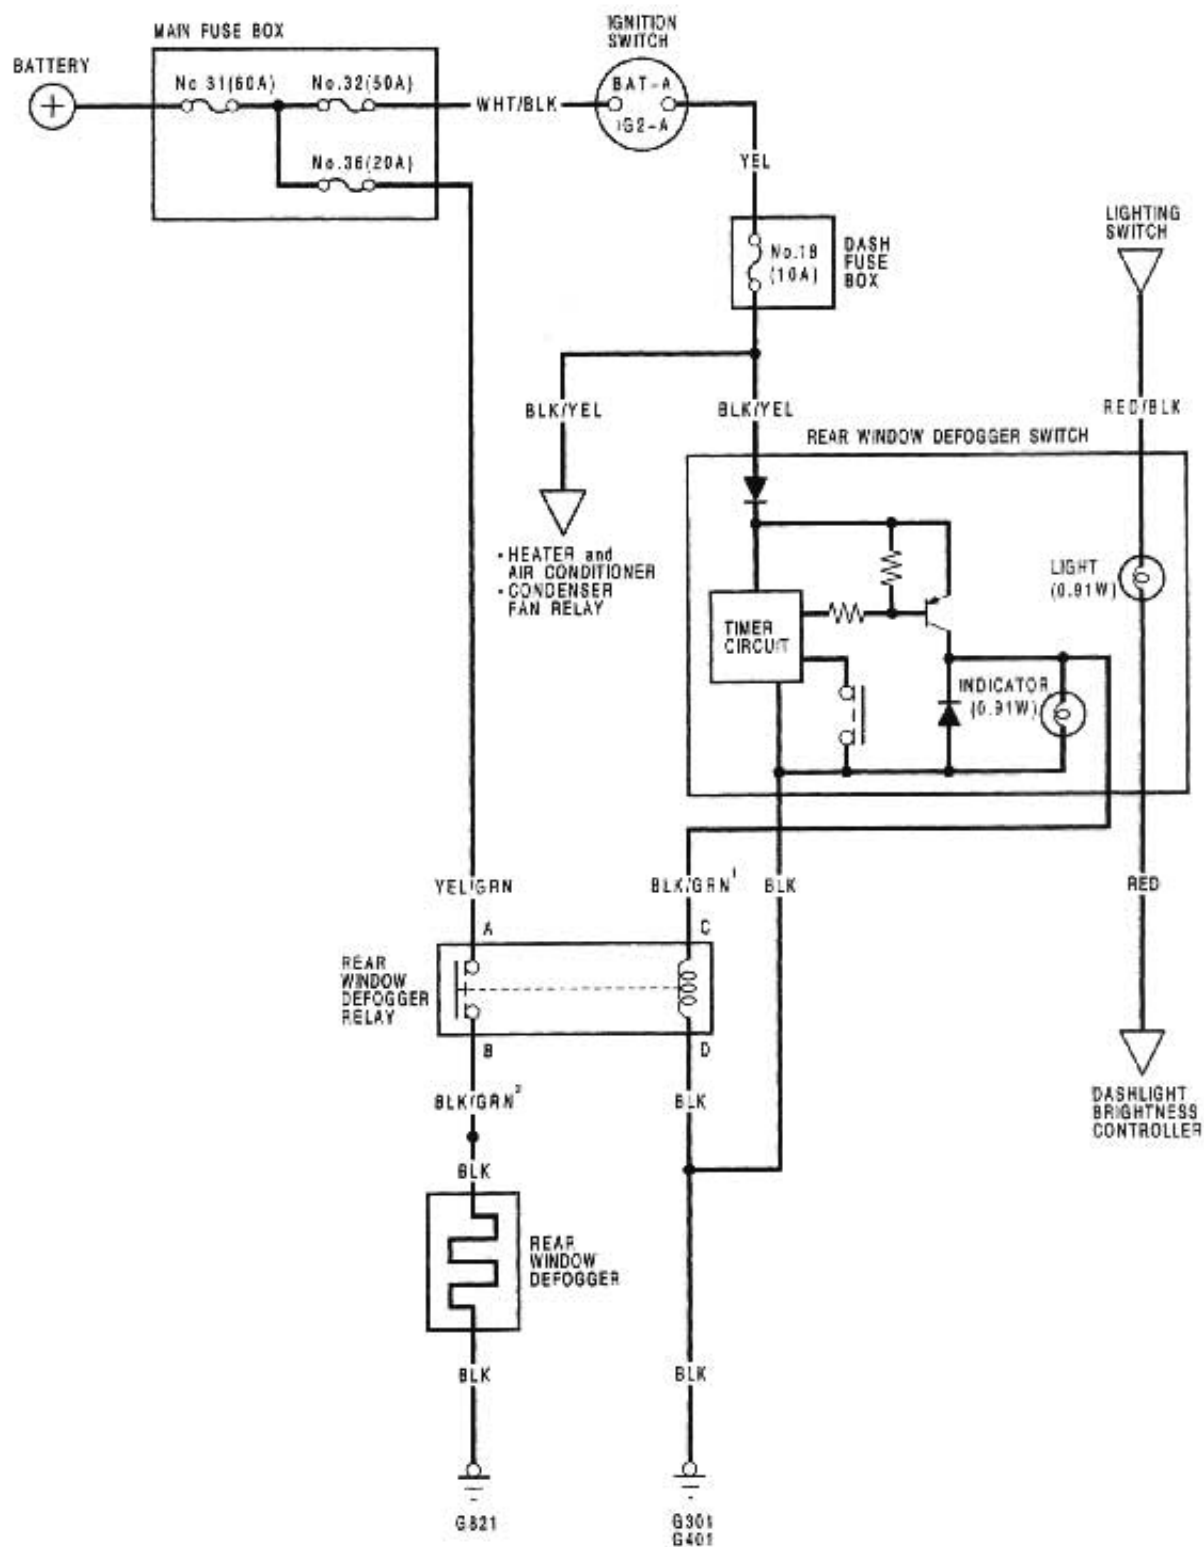 MAIN FUSE BOX
IGNITION
SWITCH
BATTERY
No 31(60A)
No.32(50A)
BAT-A
WHT/BLK
IG2-A
No.36(20A)
YEL
LIGHTING
SWITCH
No.18
(10A)
DASH
FUSE
BOX
BLK/YEL
BLK/YEL
RED/BLK
REAR WINDOW DEFOGGER SWITCH
• HEATER and
AIR CONDITIONER
• CONDENSER
FAN RELAY
LIGHT
(0.91W)
TIMER
CIRCUIT
INDICATOR
(0.91W)
YEL/GRN
BLK/GRN¹
BLK
RED
A
C
REAR
WINDOW
DEFOGGER
RELAY
B
D
BLK/GRN²
BLK
DASHLIGHT
BRIGHTNESS
CONTROLLER
BLK
REAR
WINDOW
DEFOGGER
BLK
BLK
G821
G301
G401